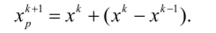 x_p^{k+1} = x^k + (x^k - x^{k-1}).